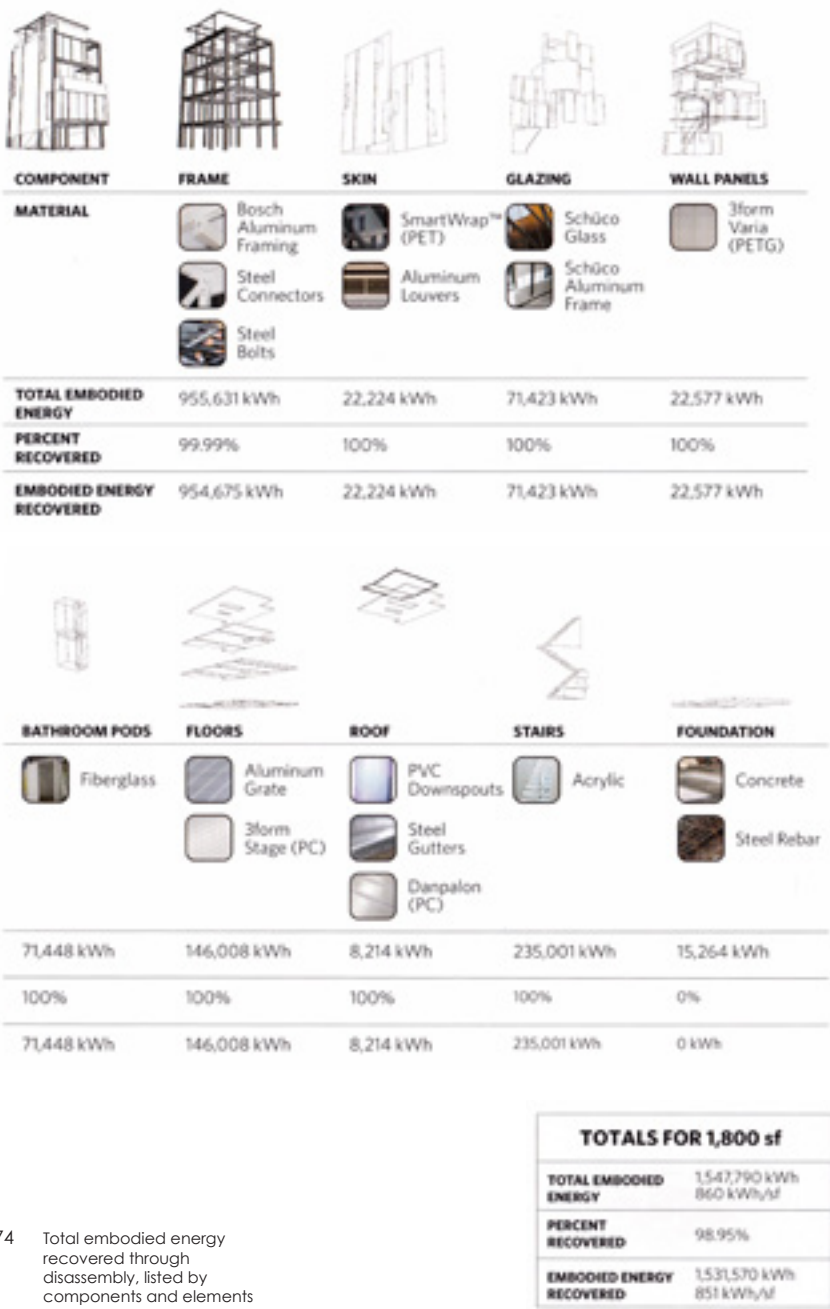 COMPONENT FRAME SKIN GLAZING WALL PANELS
MATERIAL
Bosch
Aluminum
Framing
SmartWrap™
(PET)
Schüco
Glass
3form
Varia
(PETG)
Steel
Connectors
Aluminum
Louvers
Schüco
Aluminum
Frame
Steel
Bolts
TOTAL EMBODIED
ENERGY
955,631 kWh 22,224 kWh 71,423 kWh 22,577 kWh
PERCENT
RECOVERED
99.99% 100% 100% 100%
EMBODIED ENERGY
RECOVERED
954,675 kWh 22,224 kWh 71,423 kWh 22,577 kWh
BATHROOM PODS FLOORS ROOF STAIRS FOUNDATION
Fiberglass
Aluminum
Grate
PVC
Downspouts
Acrylic
Concrete
3form
Stage (PC)
Steel
Gutters
Steel Rebar
Danpalon
(PC)
71,448 kWh 146,008 kWh 8,214 kWh 235,001 kWh 15,264 kWh
100% 100% 100% 100% 0%
71,448 kWh 146,008 kWh 8,214 kWh 235,001 kWh 0 kWh
TOTALS FOR 1,800 sf
TOTAL EMBODIED
ENERGY
1,547,790 kWh
860 kWh/sf
PERCENT
RECOVERED
98.95%
EMBODIED ENERGY
RECOVERED
1,531,570 kWh
851 kWh/sf
74 Total embodied energy
recovered through
disassembly, listed by
components and elements